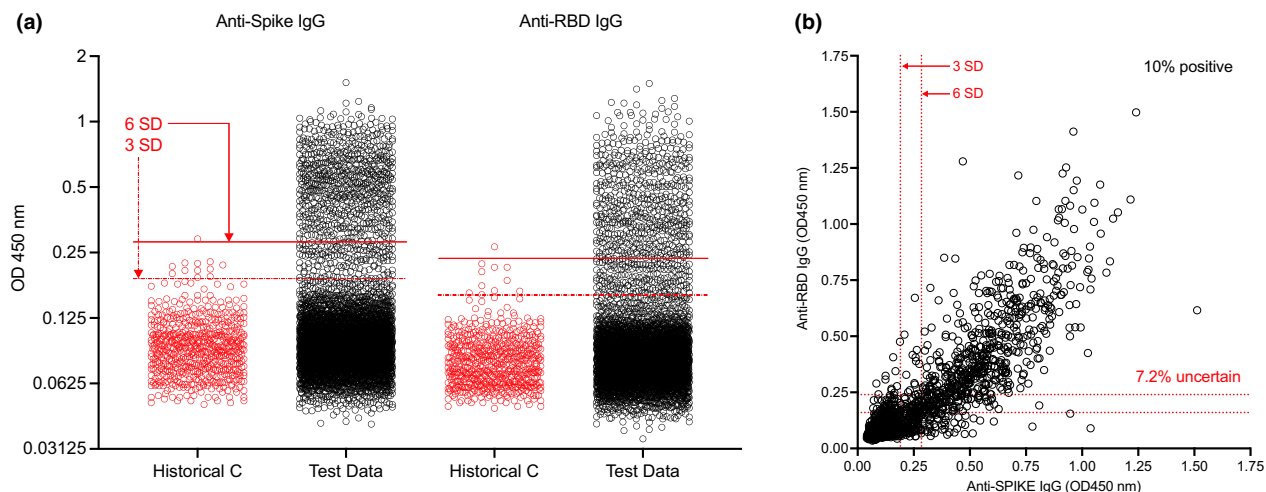 (a)
Anti-Spike IgG
Anti-RBD IgG
2
1
0.5
0.25
0.125
0.0625
0.03125
OD 450 nm
6 SD
3 SD
Historical C
Test Data
Historical C
Test Data
(b)
1.75
1.50
1.25
1.00
0.75
0.50
0.25
0.00
Anti-RBD IgG (OD450 nm)
3 SD
6 SD
10% positive
7.2% uncertain
0.00
0.25
0.50
0.75
1.00
1.25
1.50
1.75
Anti-SPIKE IgG (OD450 nm)